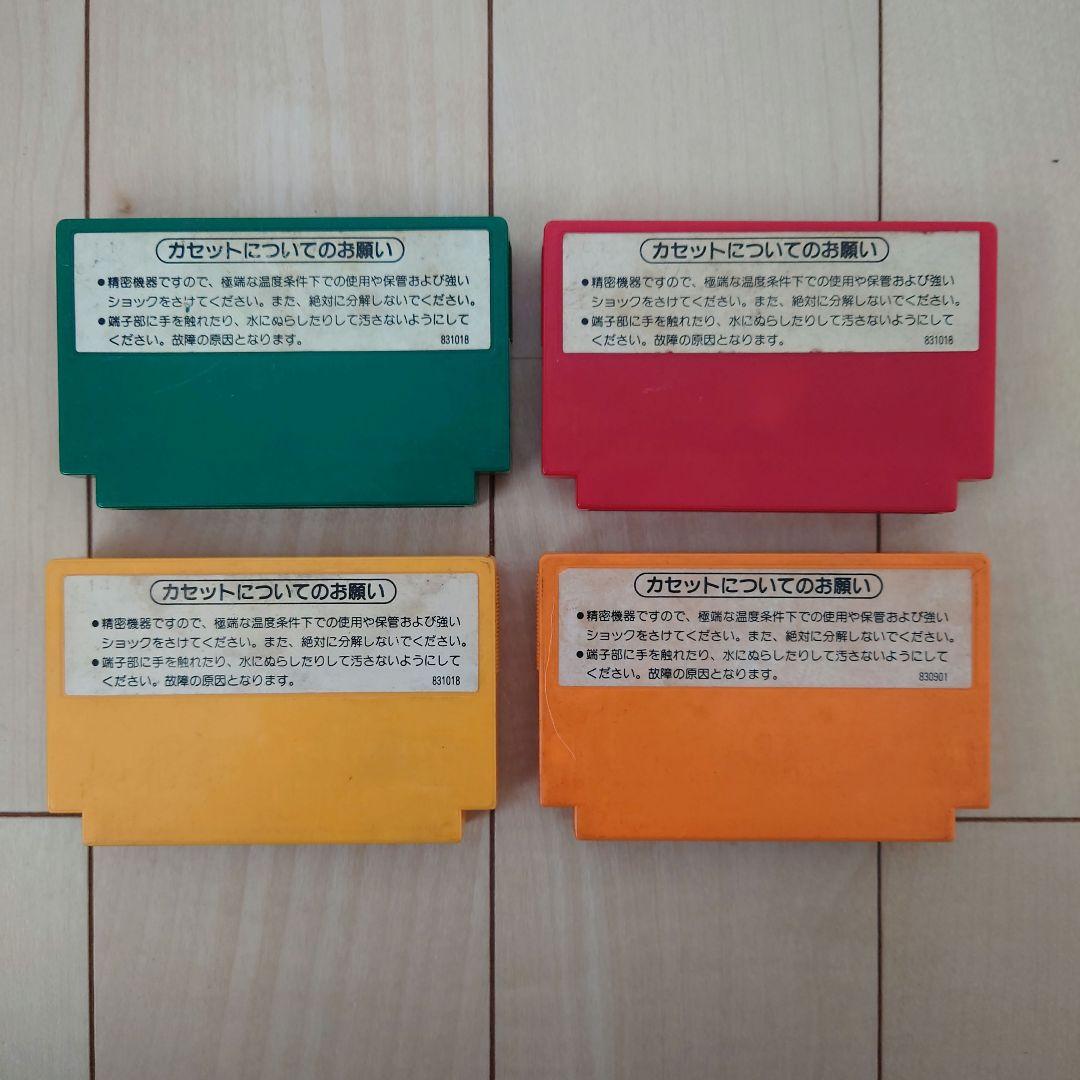 カセットについてのお願い
●精密機器ですので、極端な温度条件下での使用や保管および強い
ショックをさけてください。また、絶対に分解しないでください。
●端子部に手を触れたり、水にぬらしたりして汚さないようにして
ください。故障の原因となります。
831018
カセットについてのお願い
●精密機器ですので、極端な温度条件下での使用や保管および強い
ショックをさけてください。また、絶対に分解しないでください。
●端子部に手を触れたり、水にぬらしたりして汚さないようにして
ください。故障の原因となります。
831018
カセットについてのお願い
●精密機器ですので、極端な温度条件下での使用や保管および強い
ショックをさけてください。また、絶対に分解しないでください。
●端子部に手を触れたり、水にぬらしたりして汚さないようにして
ください。故障の原因となります。
831018
カセットについてのお願い
●精密機器ですので、極端な温度条件下での使用や保管および強い
ショックをさけてください。また、絶対に分解しないでください。
●端子部に手を触れたり、水にぬらしたりして汚さないようにして
ください。故障の原因となります。
830901